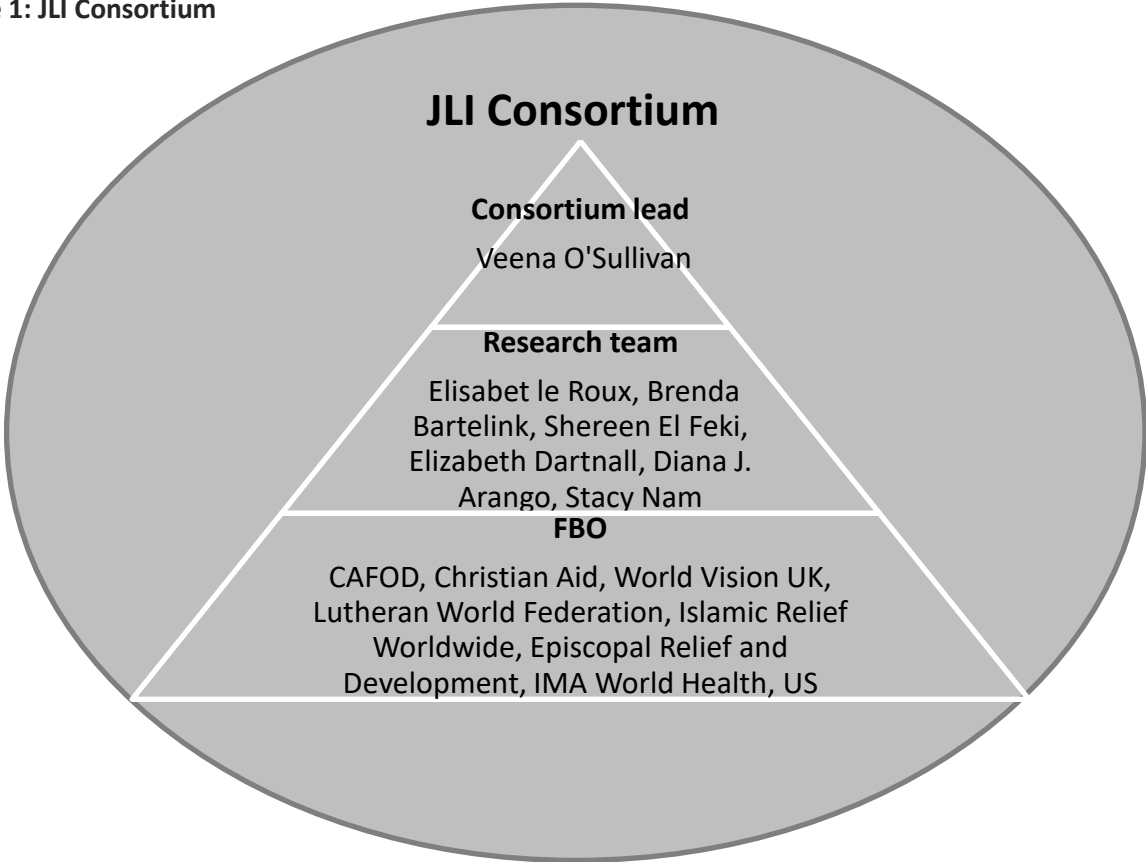 1: JLI Consortium
JLI Consortium
Consortium lead
Veena O'Sullivan
Research team
Elisabet le Roux, Brenda
Bartelink, Shereen El Feki,
Elizabeth Dartnall, Diana J.
Arango, Stacy Nam
FBO
CAFOD, Christian Aid, World Vision UK,
Lutheran World Federation, Islamic Relief
Worldwide, Episcopal Relief and
Development, IMA World Health, US